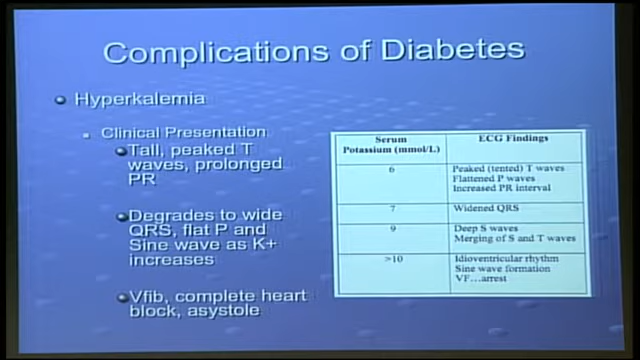 Complications of Diabetes
Hyperkalemia
Clinical Presentation
Tall, peaked T
waves, prolonged
PR
Degrades to wide
QRS, flat P and
Sine wave as K+
increases
Vfib, complete heart
block, asystole
Serum
Potassium (mmol/L)
ECG Findings
6
Peaked (tented) T waves
Flattened P waves
Increased PR interval
7
Widened QRS
9
Deep S waves
Merging of S and T waves
>10
Idioventricular rhythm
Sine wave formation
VF...arrest